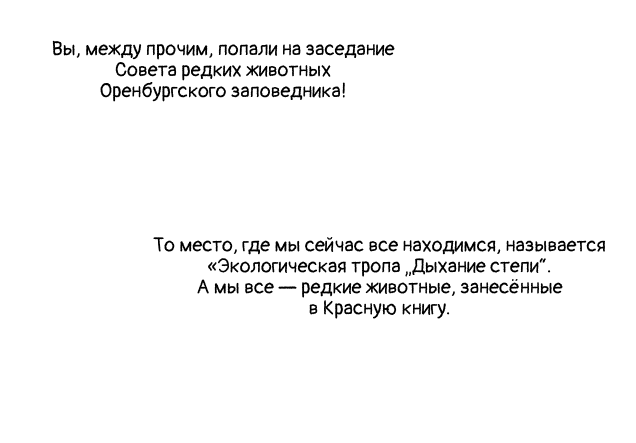 Вы, между прочим, попали на заседание
Совета редких животных
Оренбургского заповедника!
То место, где мы сейчас все находимся, называется
«Экологическая тропа „Дыхание степи“.
А мы все — редкие животные, занесённые
в Красную книгу.